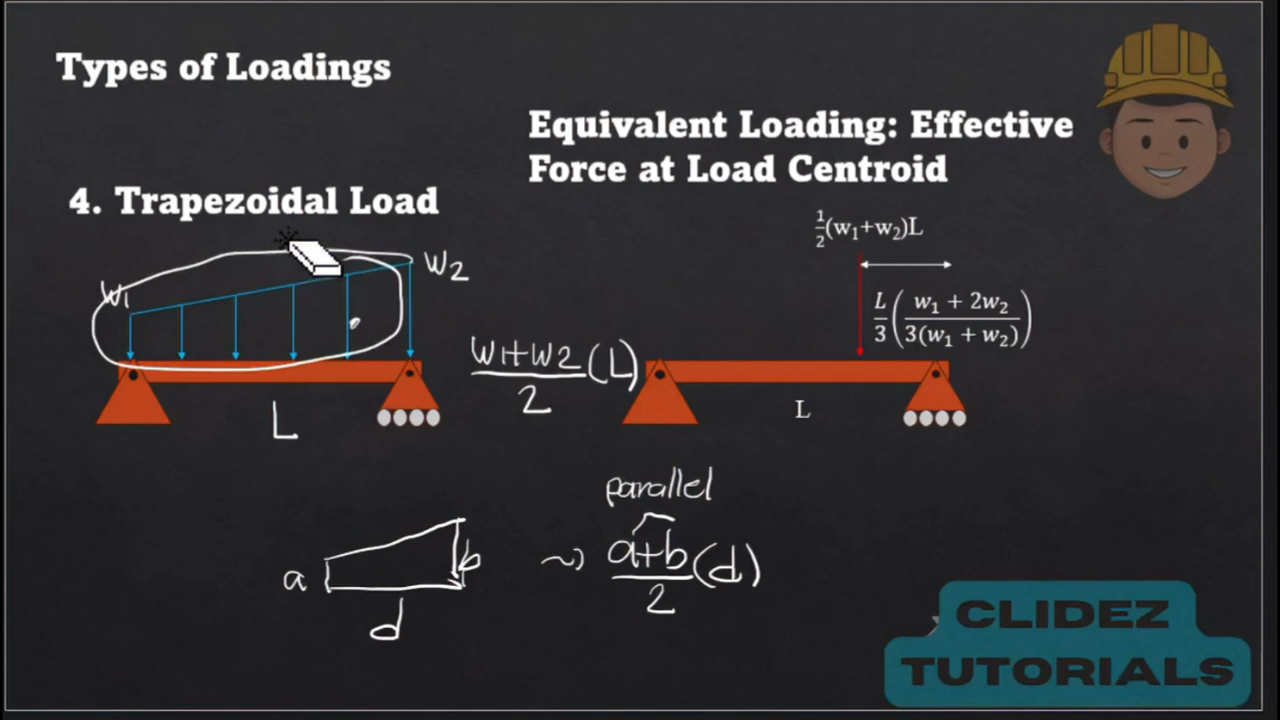 Types of Loadings
Equivalent Loading: Effective
Force at Load Centroid
4. Trapezoidal Load
½(w₁+w₂)L
w₁
w₂
L/3 ( (w₁ + 2w₂) / 3(w₁ + w₂) )
(w1+w2)/2 (L)
L
L
parallel
a
b
d
~> (a+b)/2 (d)
CLIDEZ
TUTORIALS